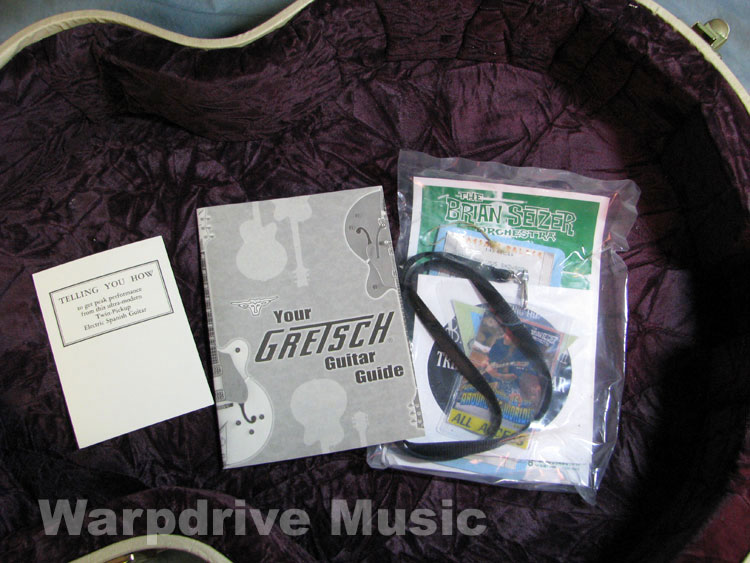 TELLING YOU HOW
to get peak performance
from this ultra-modern
Twin-Pickup
Electric Spanish Guitar
Your
GRETSCH
Guitar
Guide
THE
BRIAN SETZER
ORCHESTRA
ALL ACCESS
Warpdrive Music